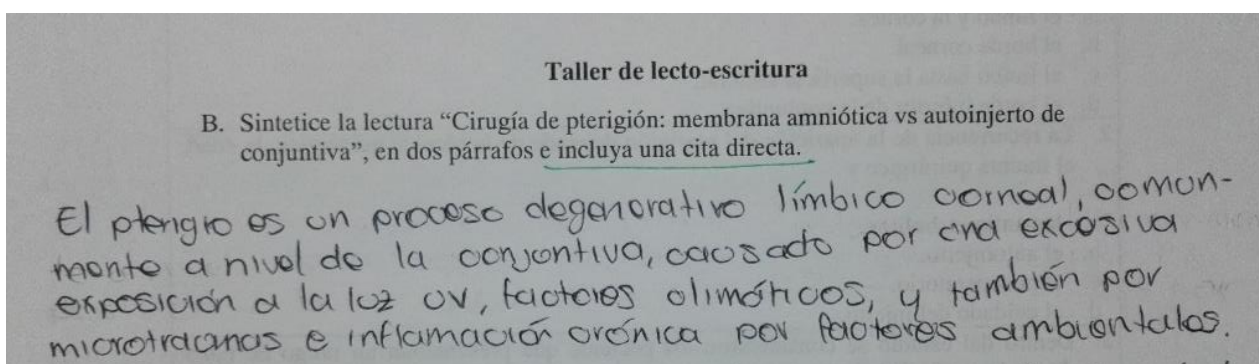 Taller de lecto-escritura
B. Sintetice la lectura “Cirugía de pterigión: membrana amniótica vs autoinjerto de
conjuntiva”, en dos párrafos e incluya una cita directa.
El pterigio es un proceso degenerativo límbico corneal, comun-
mente a nivel de la conjuntiva, causado por una excesiva
exposición a la luz UV, factores climáticos, y también por
microtraumas e inflamación crónica por factores ambientales.